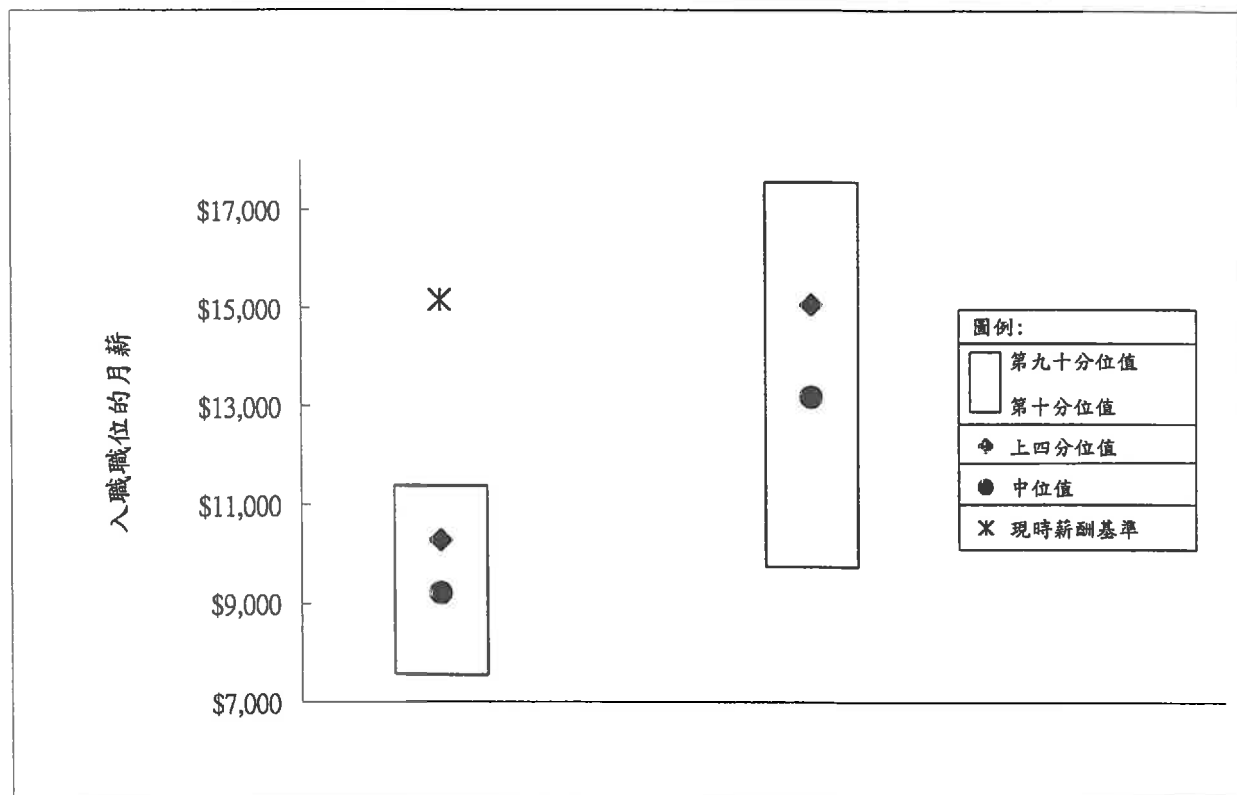 入職職位的月薪
$17,000
$15,000
$13,000
$11,000
$9,000
$7,000
圖例:
第九十分位值
第十分位值
上四分位值
中位值
現時薪酬基準